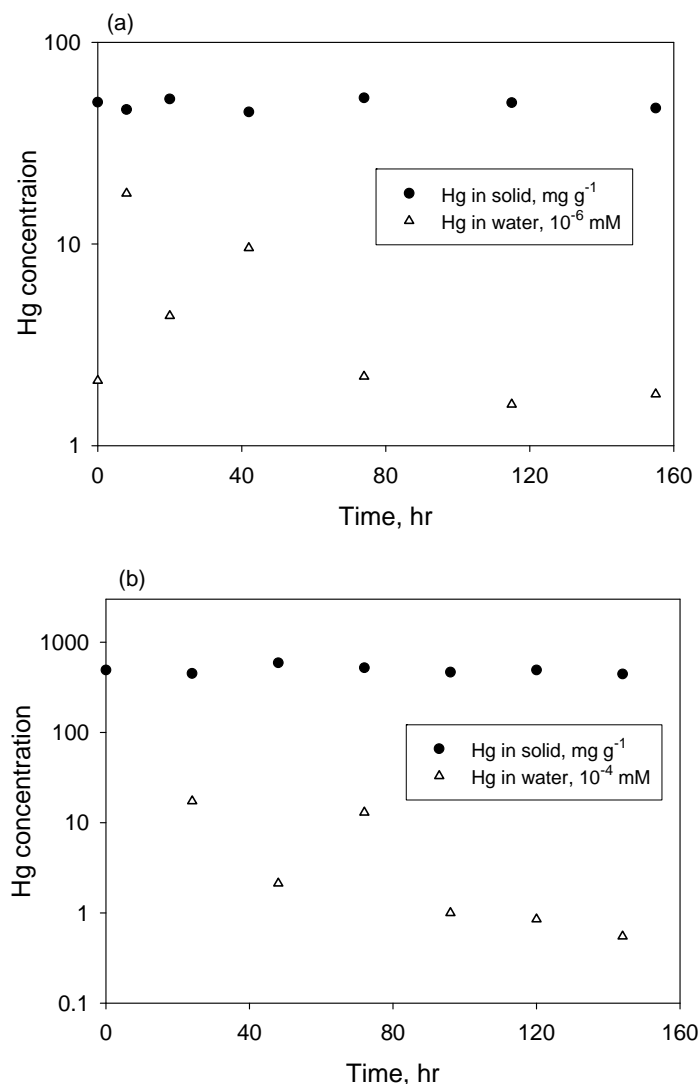 (a)
100
10
1
Hg concentraion
Hg in solid, mg g⁻¹
Hg in water, 10⁻⁶ mM
0 40 80 120 160
Time, hr
(b)
1000
100
10
1
0.1
Hg concentration
Hg in solid, mg g⁻¹
Hg in water, 10⁻⁴ mM
0 40 80 120 160
Time, hr